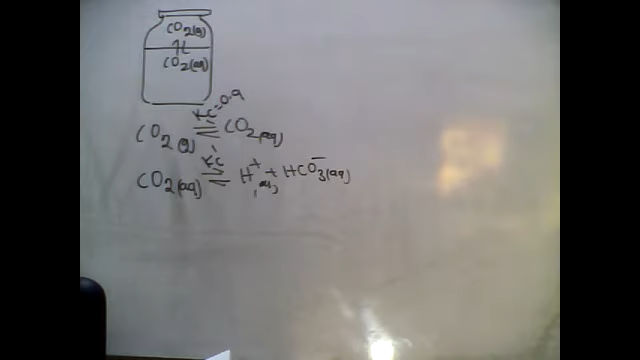 CO2(g)
⇌
CO2(aq)
Kc=0.9
CO2(g) ⇌ CO2(aq)
Kc
CO2(aq) ⇌ H+(aq) + HCO3-(aq)